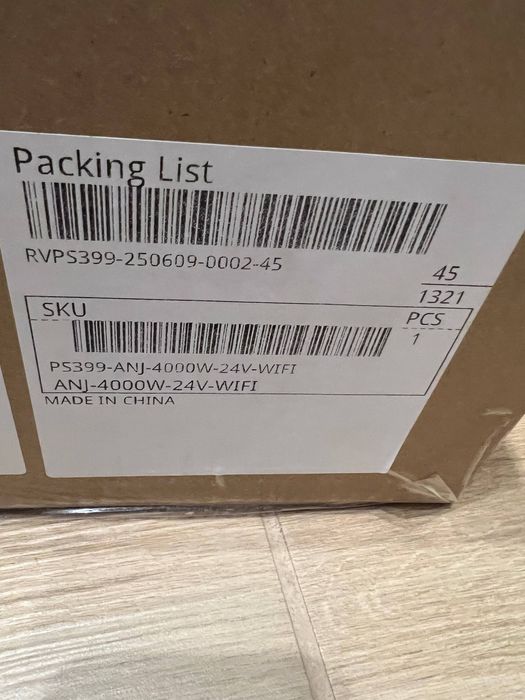 Packing List
RVPS399-250609-0002-45
45
1321
SKU
PCS
PS399-ANJ-4000W-24V-WIFI
1
ANJ-4000W-24V-WIFI
MADE IN CHINA